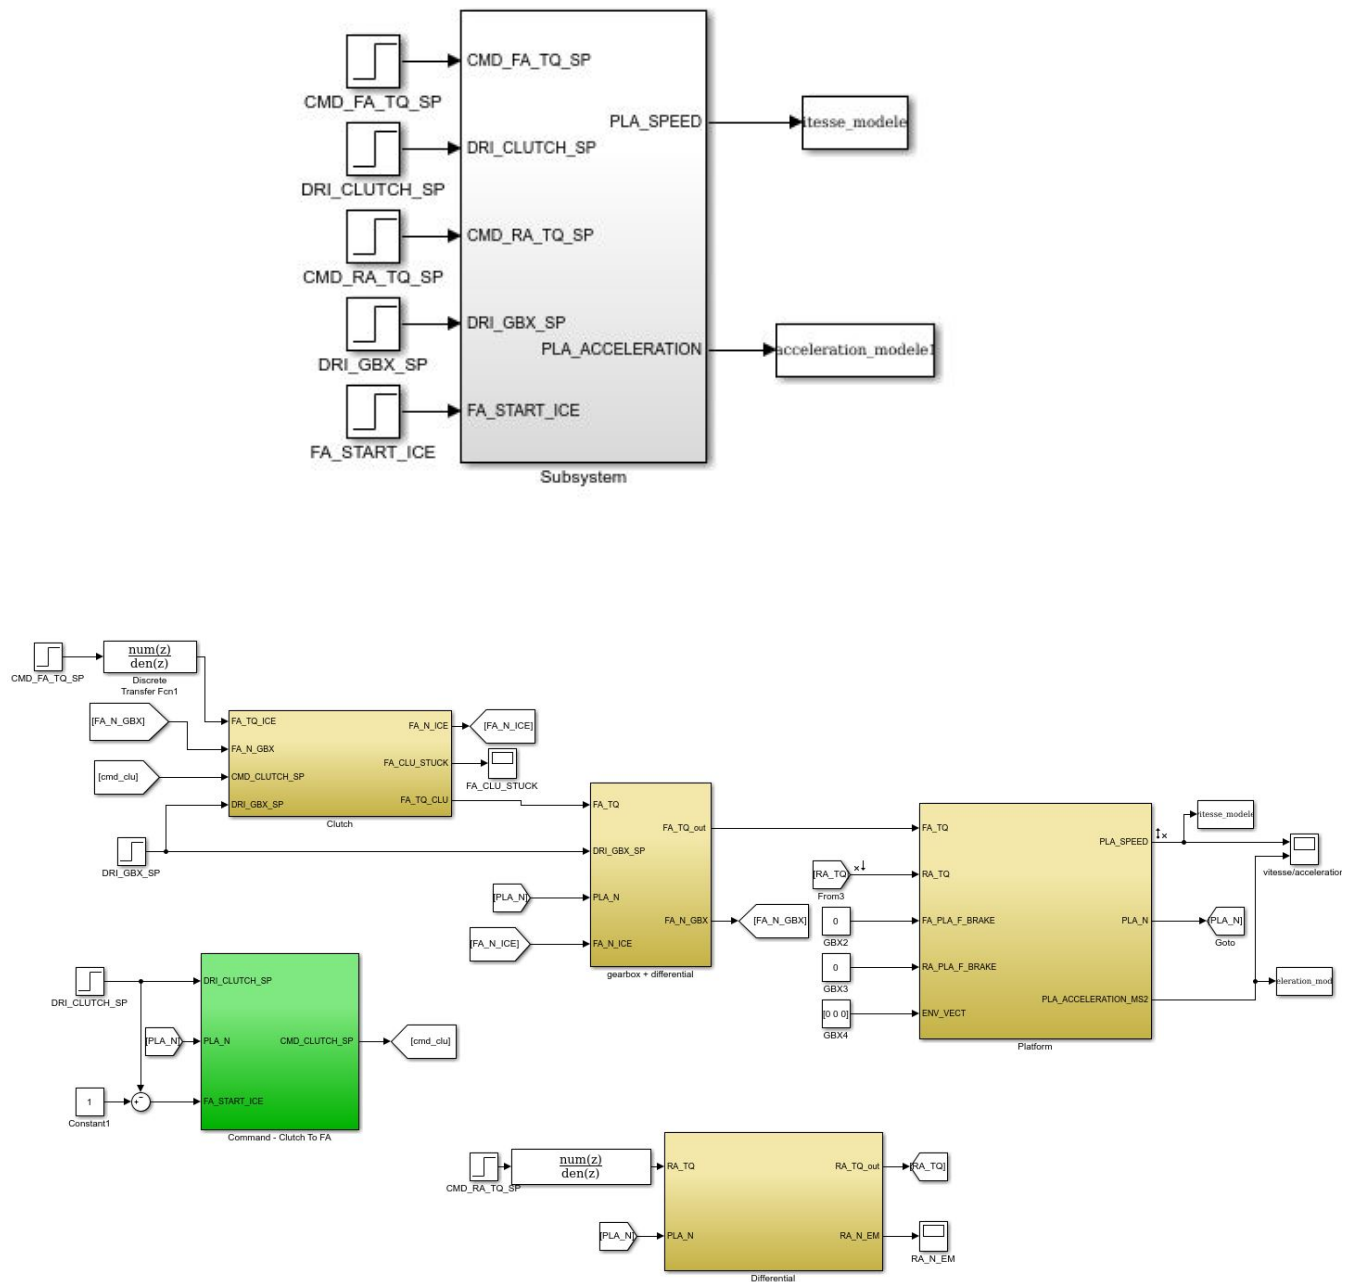 CMD_FA_TQ_SP
CMD_FA_TQ_SP
PLA_SPEED
itesse_modele
DRI_CLUTCH_SP
DRI_CLUTCH_SP
CMD_RA_TQ_SP
CMD_RA_TQ_SP
DRI_GBX_SP
PLA_ACCELERATION
acceleration_modele1
DRI_GBX_SP
FA_START_ICE
FA_START_ICE
Subsystem
CMD_FA_TQ_SP
num(z)
den(z)
Discrete
Transfer Fcn1
[FA_N_GBX]
[cmd_clu]
DRI_GBX_SP
FA_TQ_ICE
FA_N_GBX
CMD_CLUTCH_SP
DRI_GBX_SP
FA_N_ICE
FA_CLU_STUCK
FA_TQ_CLU
Clutch
[FA_N_ICE]
FA_CLU_STUCK
[PLA_N]
[FA_N_ICE]
FA_TQ
DRI_GBX_SP
PLA_N
FA_N_ICE
FA_TQ_out
FA_N_GBX
gearbox + differential
[FA_N_GBX]
[RA_TQ]
From3
0
GBX2
0
GBX3
[0 0 0]
GBX4
FA_TQ
RA_TQ
FA_PLA_F_BRAKE
RA_PLA_F_BRAKE
ENV_VECT
PLA_SPEED
PLA_N
PLA_ACCELERATION_MS2
Platform
itesse_modele
vitesse/acceleration
[PLA_N]
Goto
eleration_mod
DRI_CLUTCH_SP
[PLA_N]
1
Constant1
+
-
DRI_CLUTCH_SP
PLA_N
FA_START_ICE
CMD_CLUTCH_SP
Command - Clutch To FA
[cmd_clu]
CMD_RA_TQ_SP
num(z)
den(z)
[PLA_N]
RA_TQ
PLA_N
RA_TQ_out
RA_N_EM
Differential
[RA_TQ]
RA_N_EM